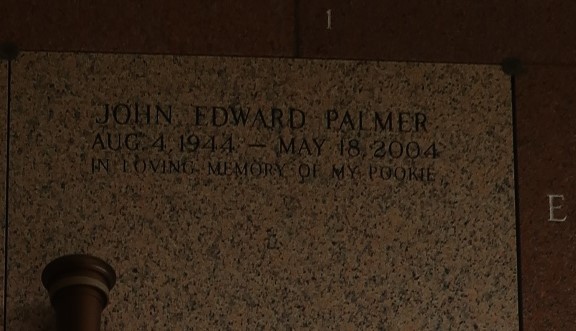 1
JOHN EDWARD PALMER
AUG. 4, 1944 – MAY 18, 2004
IN LOVING MEMORY OF MY POOKIE
E